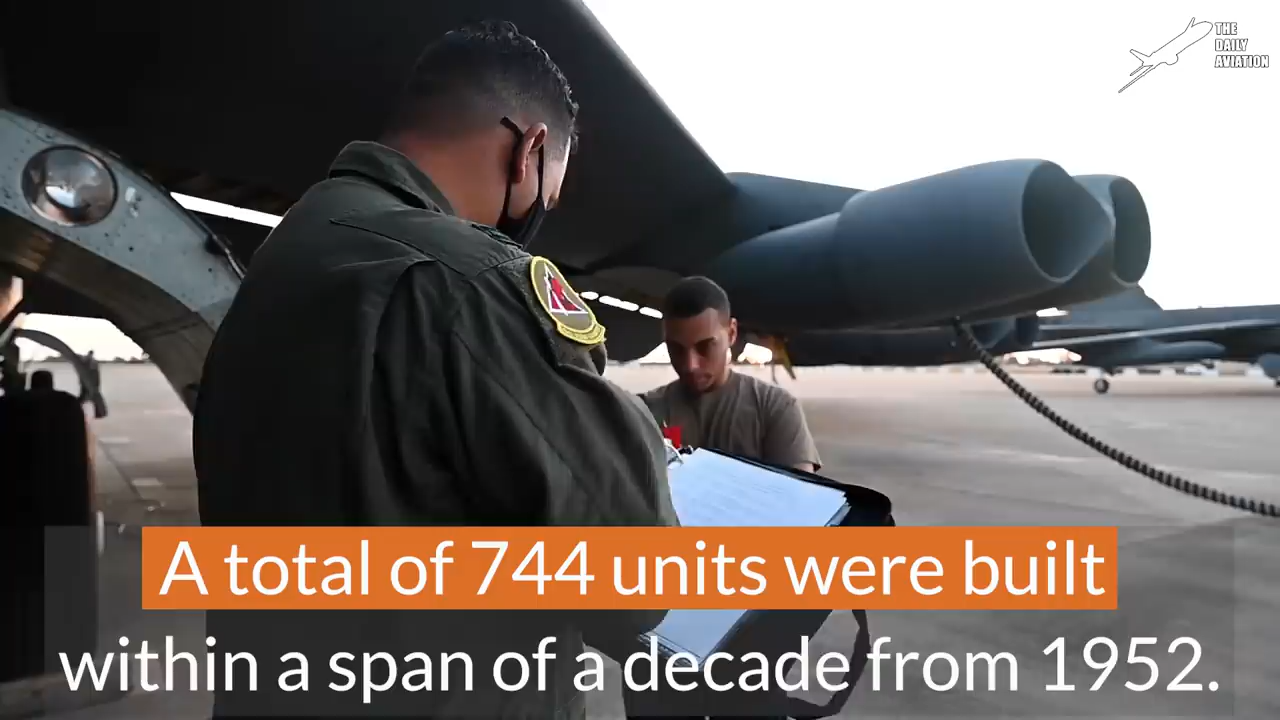 THE
DAILY
AVIATION
A total of 744 units were built
within a span of a decade from 1952.